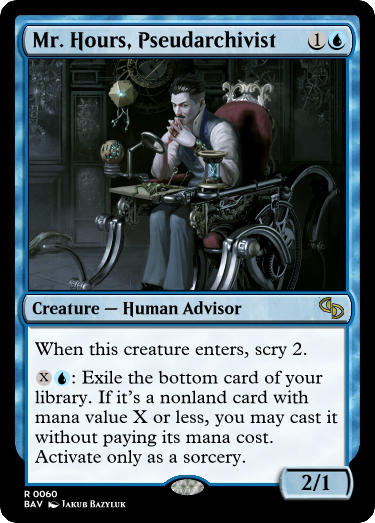 Mr. Hours, Pseudarchivist 1
Creature — Human Advisor
When this creature enters, scry 2.
X: Exile the bottom card of your
library. If it's a nonland card with
mana value X or less, you may cast it
without paying its mana cost.
Activate only as a sorcery.
2/1
R 0060
BAV Jakub Bazyluk